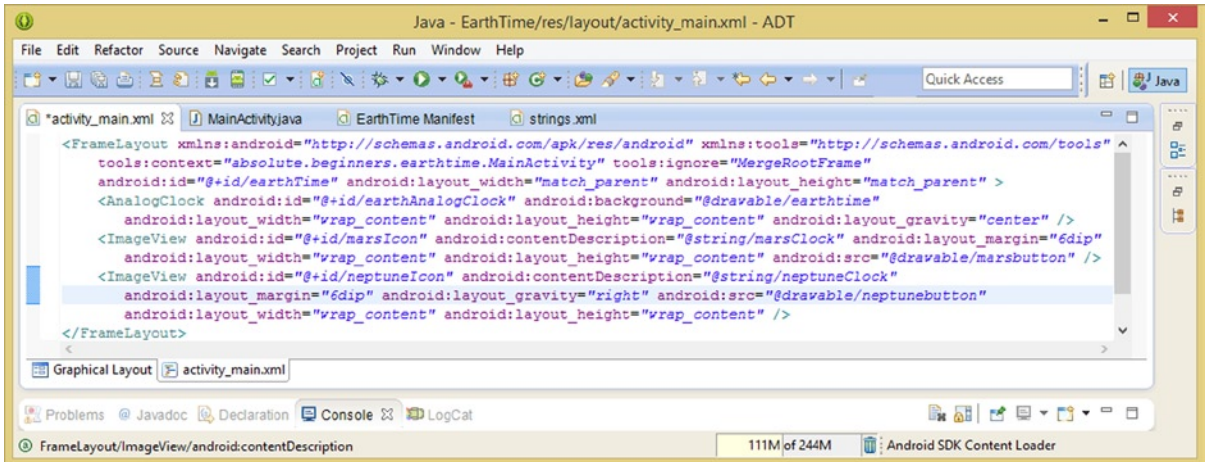 Java - EarthTime/res/layout/activity_main.xml - ADT
File Edit Refactor Source Navigate Search Project Run Window Help
Quick Access
Java
*activity_main.xml MainActivity.java EarthTime Manifest strings.xml
<FrameLayout xmlns:android="http://schemas.android.com/apk/res/android" xmlns:tools="http://schemas.android.com/tools"
tools:context="absolute.beginners.earthtime.MainActivity" tools:ignore="MergeRootFrame"
android:id="@+id/earthTime" android:layout_width="match_parent" android:layout_height="match_parent" >
<AnalogClock android:id="@+id/earthAnalogClock" android:background="@drawable/earthtime"
android:layout_width="wrap_content" android:layout_height="wrap_content" android:layout_gravity="center" />
<ImageView android:id="@+id/marsIcon" android:contentDescription="@string/marsClock" android:layout_margin="6dip"
android:layout_width="wrap_content" android:layout_height="wrap_content" android:src="@drawable/marsbutton" />
<ImageView android:id="@+id/neptuneIcon" android:contentDescription="@string/neptuneClock"
android:layout_margin="6dip" android:layout_gravity="right" android:src="@drawable/neptunebutton"
android:layout_width="wrap_content" android:layout_height="wrap_content" />
</FrameLayout>
Graphical Layout activity_main.xml
Problems @ Javadoc Declaration Console LogCat
FrameLayout/ImageView/android:contentDescription 111M of 244M Android SDK Content Loader